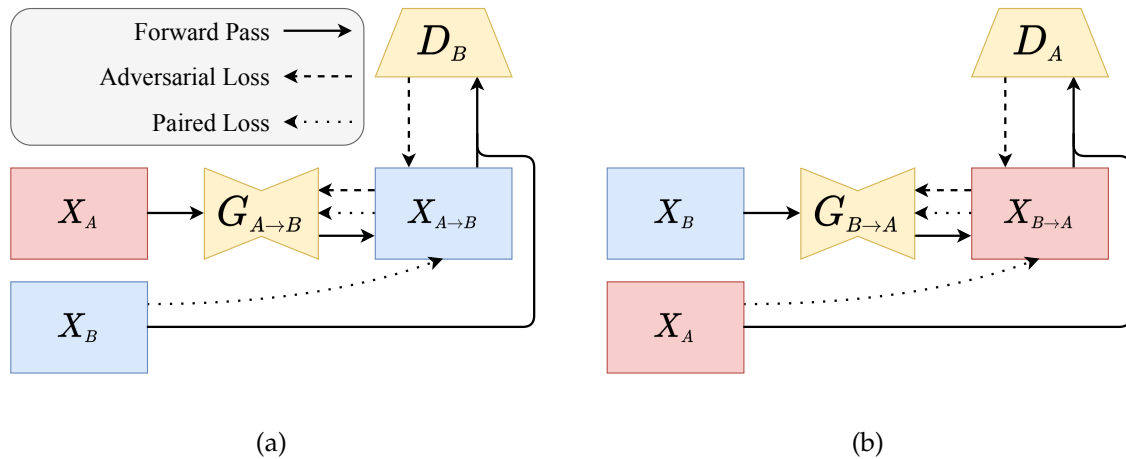 Forward Pass
Adversarial Loss
Paired Loss
D_B
X_A
G_{A→B}
X_{A→B}
X_B
(a)
D_A
X_B
G_{B→A}
X_{B→A}
X_A
(b)